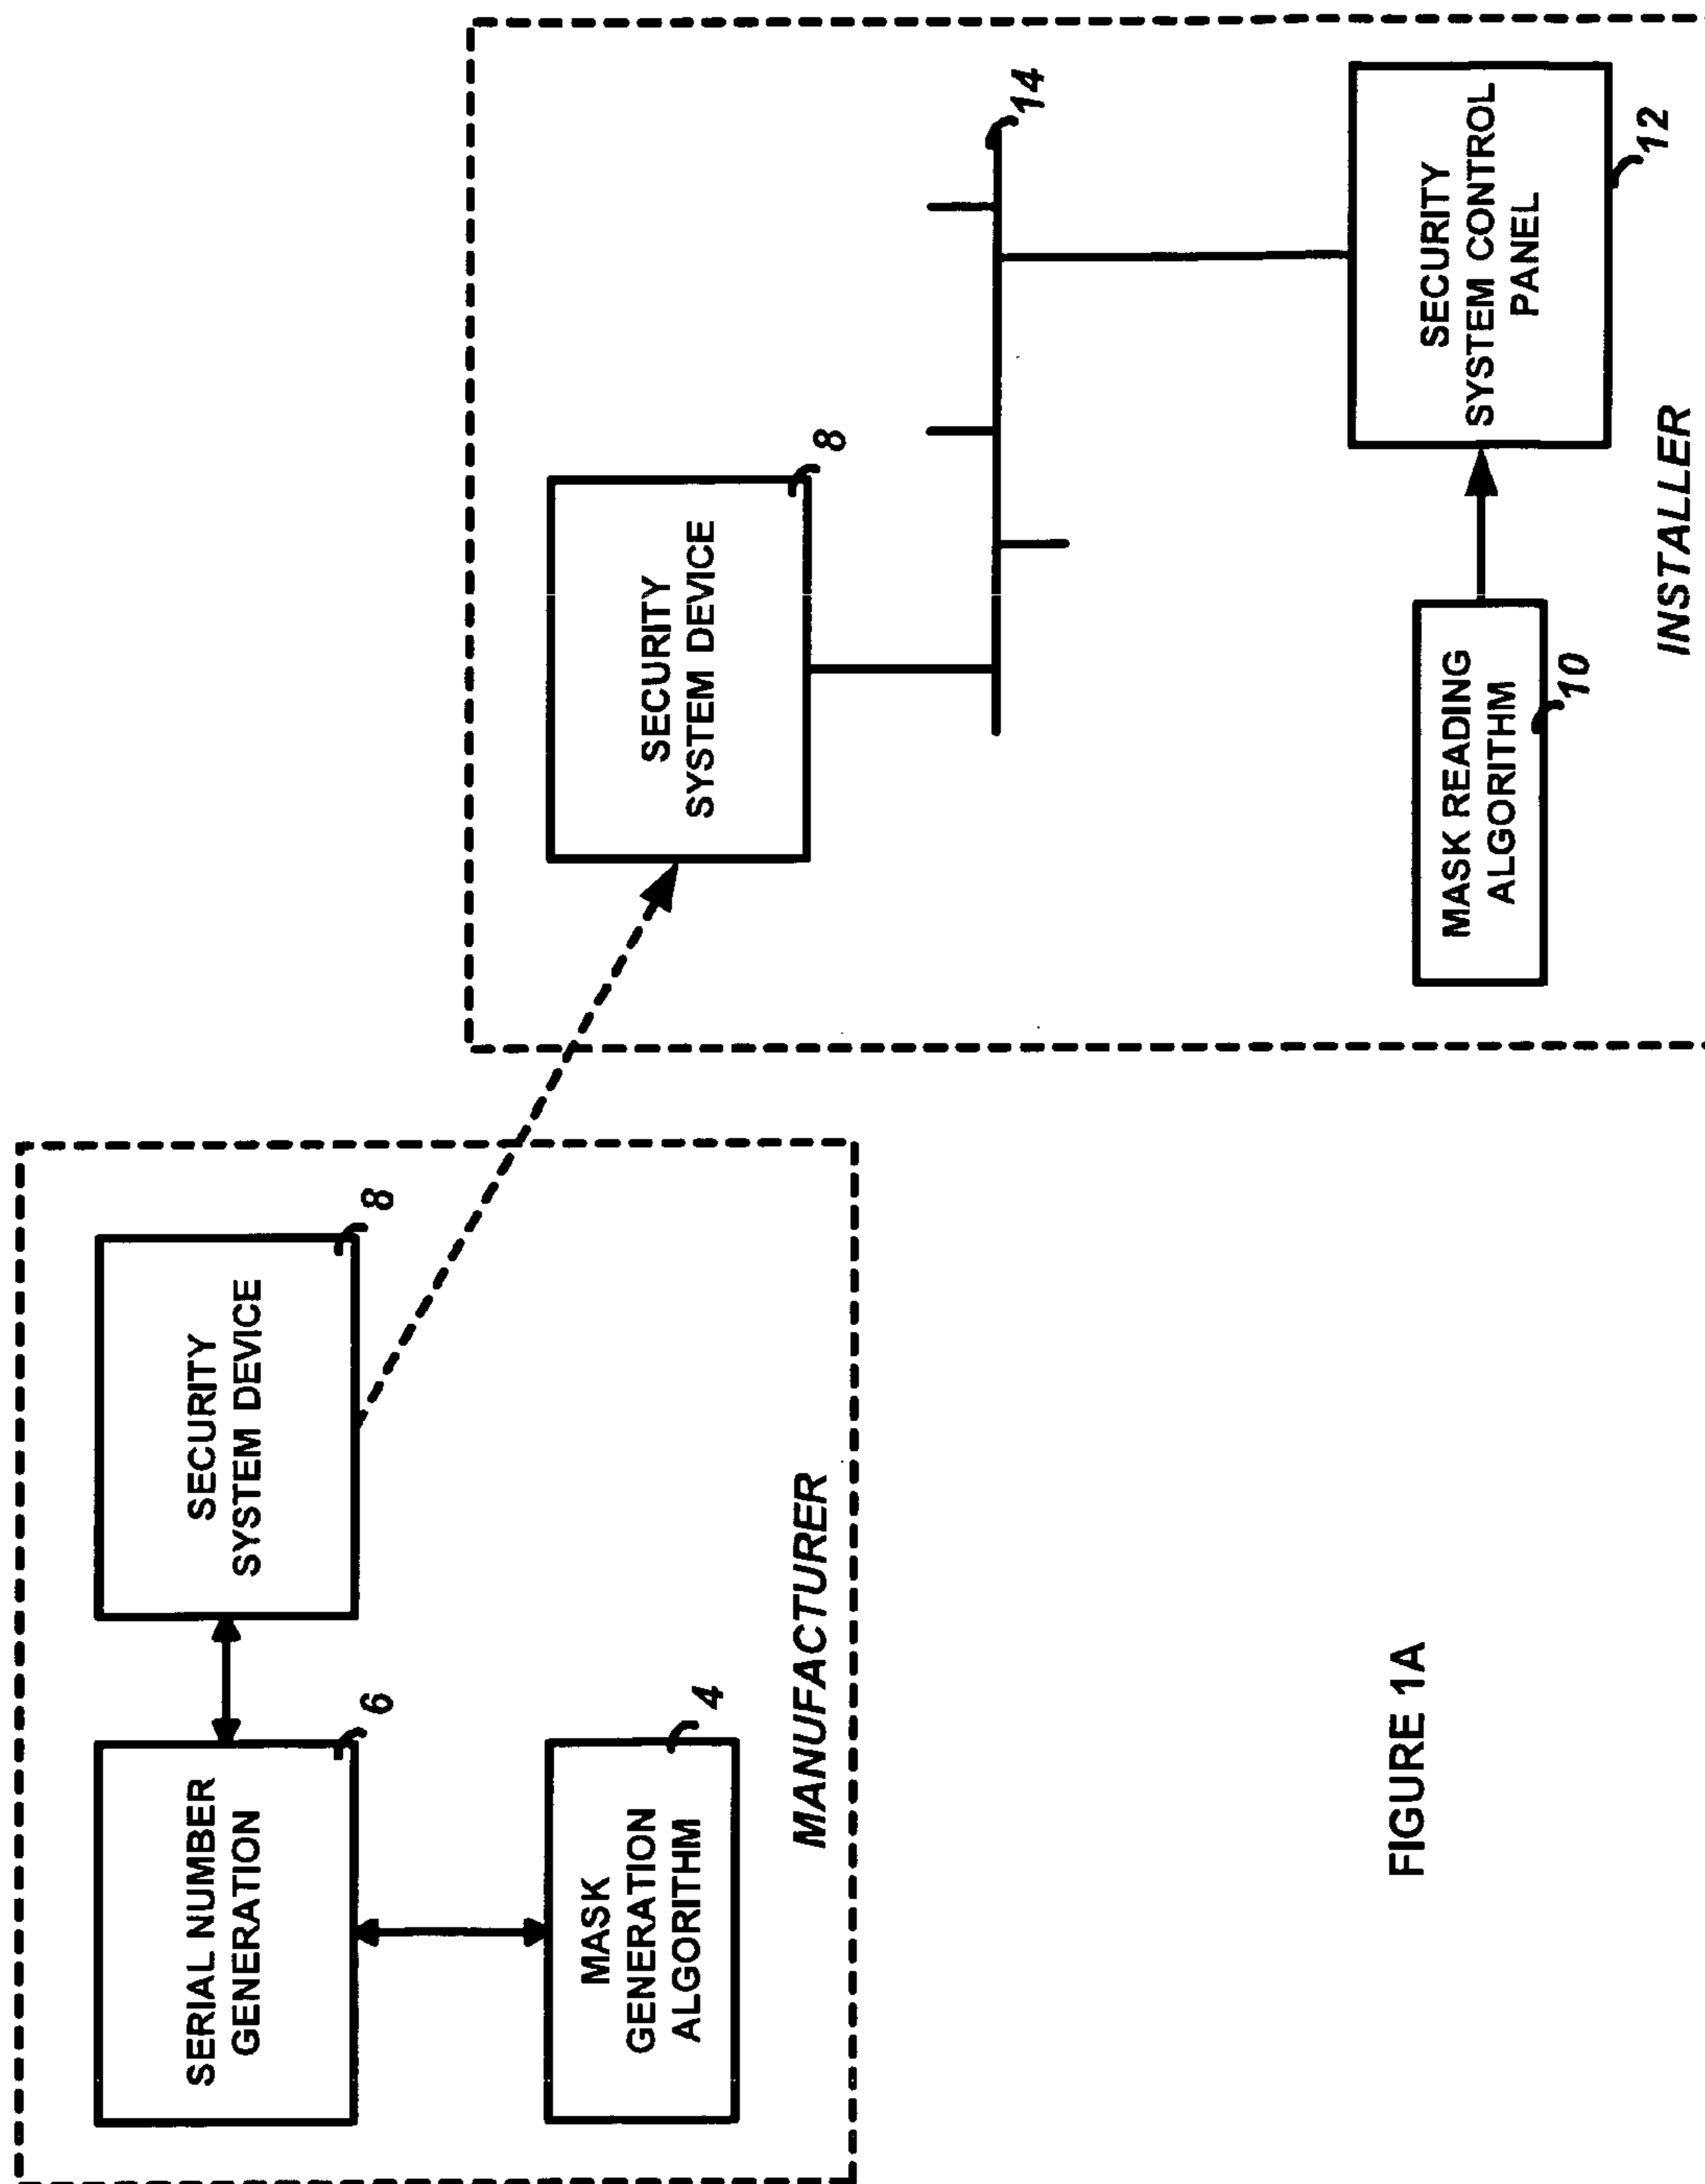 SERIAL NUMBER
GENERATION
6
SECURITY
SYSTEM DEVICE
8
MASK
GENERATION
ALGORITHM
4
MANUFACTURER
SECURITY
SYSTEM DEVICE
8
14
MASK READING
ALGORITHM
10
SECURITY
SYSTEM CONTROL
PANEL
12
INSTALLER
FIGURE 1A